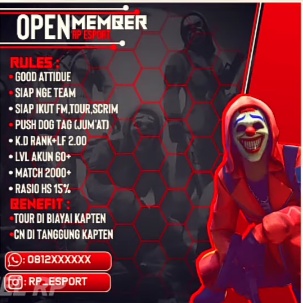 OPEN MEMBER
RP ESPORT
RULES :
• GOOD ATTIDUE
• SIAP NGE TEAM
• SIAP IKUT FM,TOUR,SCRIM
• PUSH DOG TAG (JUM'AT)
• K.D RANK+LF 2.00
• LVL AKUN 60+
• MATCH 2000+
• RASIO HS 15%
BENEFIT :
•TOUR DI BIAYAI KAPTEN
•CN DI TANGGUNG KAPTEN
: 0812XXXXXX
: RP_ESPORT